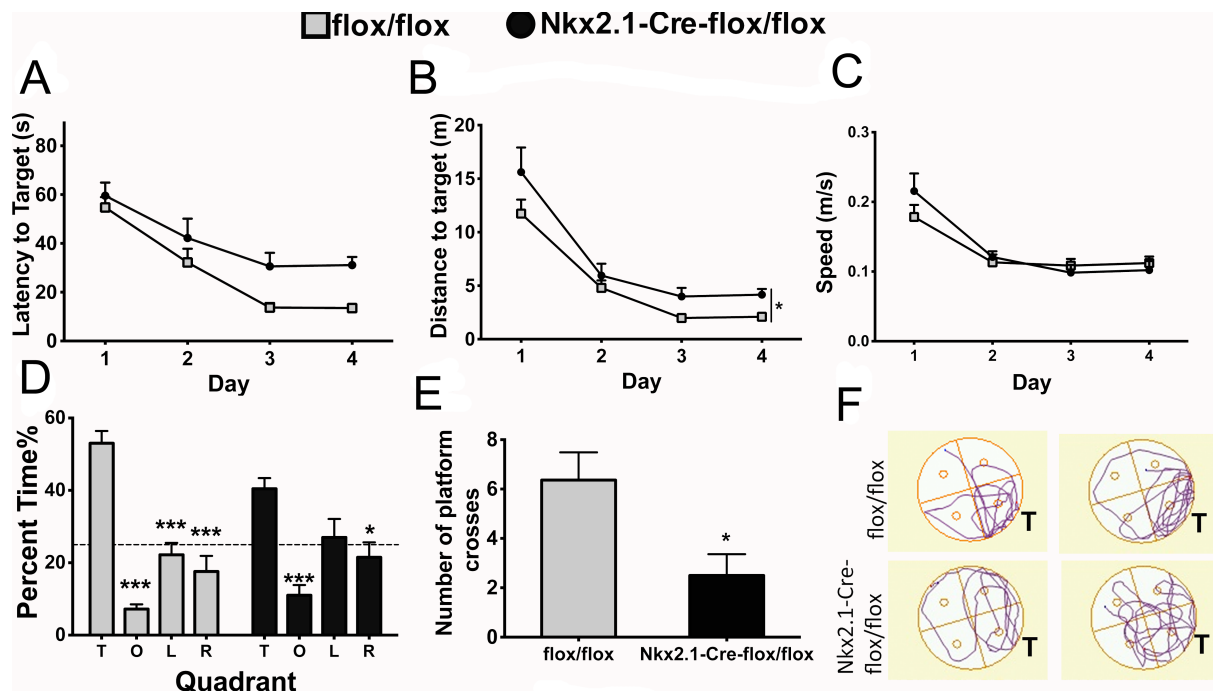 flox/flox Nkx2.1-Cre-flox/flox
A
Latency to Target (s)
80
60
40
20
0
1 2 3 4
Day
B
Distance to target (m)
20
15
10
5
0
1 2 3 4
Day
*
C
Speed (m/s)
0.3
0.2
0.1
0.0
1 2 3 4
Day
D
Percent Time%
60
40
20
0
*** *** *** *** *
T O L R T O L R
Quadrant
E
Number of platform
crosses
8
6
4
2
0
*
flox/flox Nkx2.1-Cre-flox/flox
F
flox/flox
T T
Nkx2.1-Cre-
flox/flox
T T